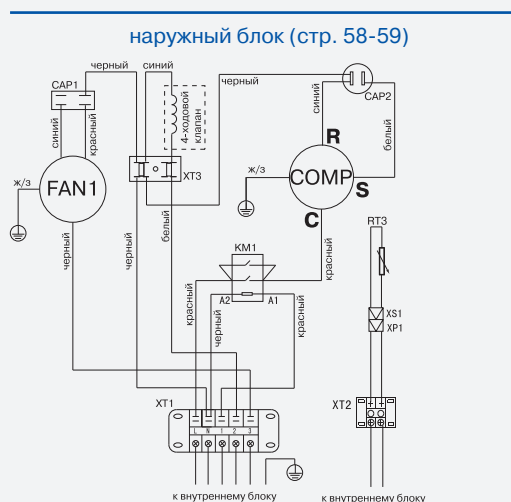 наружный блок (стр. 58-59)
черный
синий
черный
CAP1
CAP2
4-ходовой
клапан
синий
красный
синий
белый
R
XT3
ж/з
FAN1
ж/з
COMP
S
C
RT3
черный
белый
KM1
красный
красный
черный
A2
A1
красный
XS1
XP1
XT1
XT2
L
N
1
2
3
к внутреннему блоку
к внутреннему блоку